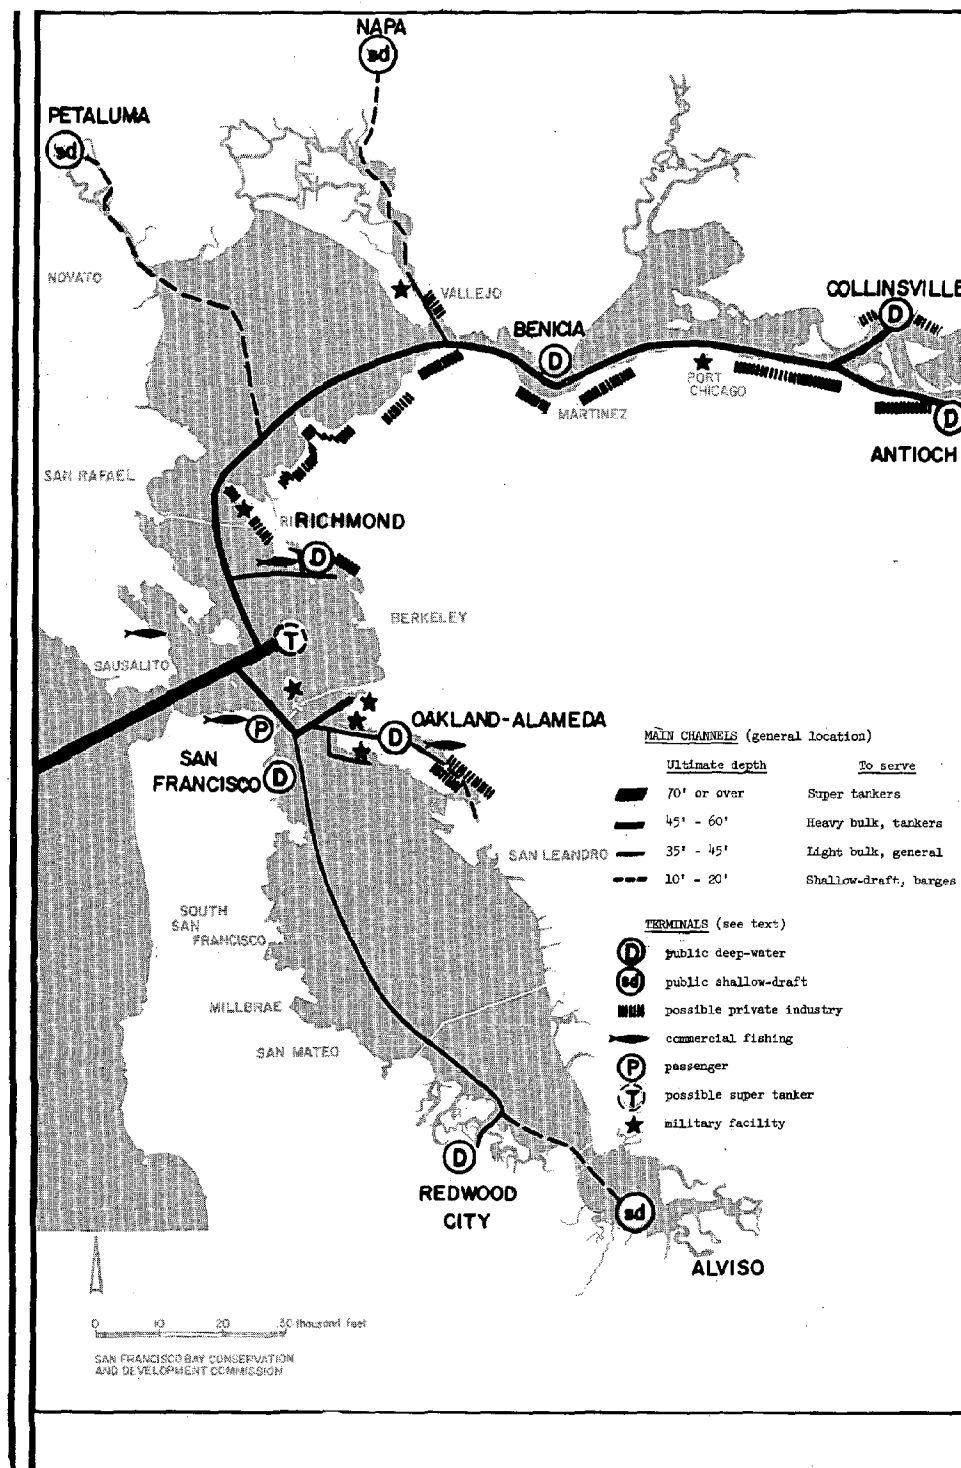 NAPA
sd
PETALUMA
sd
NOVATO
VALLEJO
COLLINSVILLE
D
BENICIA
D
PORT
CHICAGO
MARTINEZ
D
ANTIOCH
SAN RAFAEL
RICHMOND
D
BERKELEY
T
SAUSALITO
OAKLAND-ALAMEDA
D
P
SAN
FRANCISCO
D
MAIN CHANNELS (general location)
Ultimate depth To serve
70' or over Super tankers
45' - 60' Heavy bulk, tankers
35' - 45' Light bulk, general
10' - 20' Shallow-draft, barges
SAN LEANDRO
SOUTH
SAN
FRANCISCO
TERMINALS (see text)
D public deep-water
sd public shallow-draft
possible private industry
commercial fishing
P passenger
T possible super tanker
military facility
MILLBRAE
SAN MATEO
D
REDWOOD
CITY
sd
ALVISO
0 10 20 30 thousand feet
SAN FRANCISCO BAY CONSERVATION
AND DEVELOPMENT COMMISSION